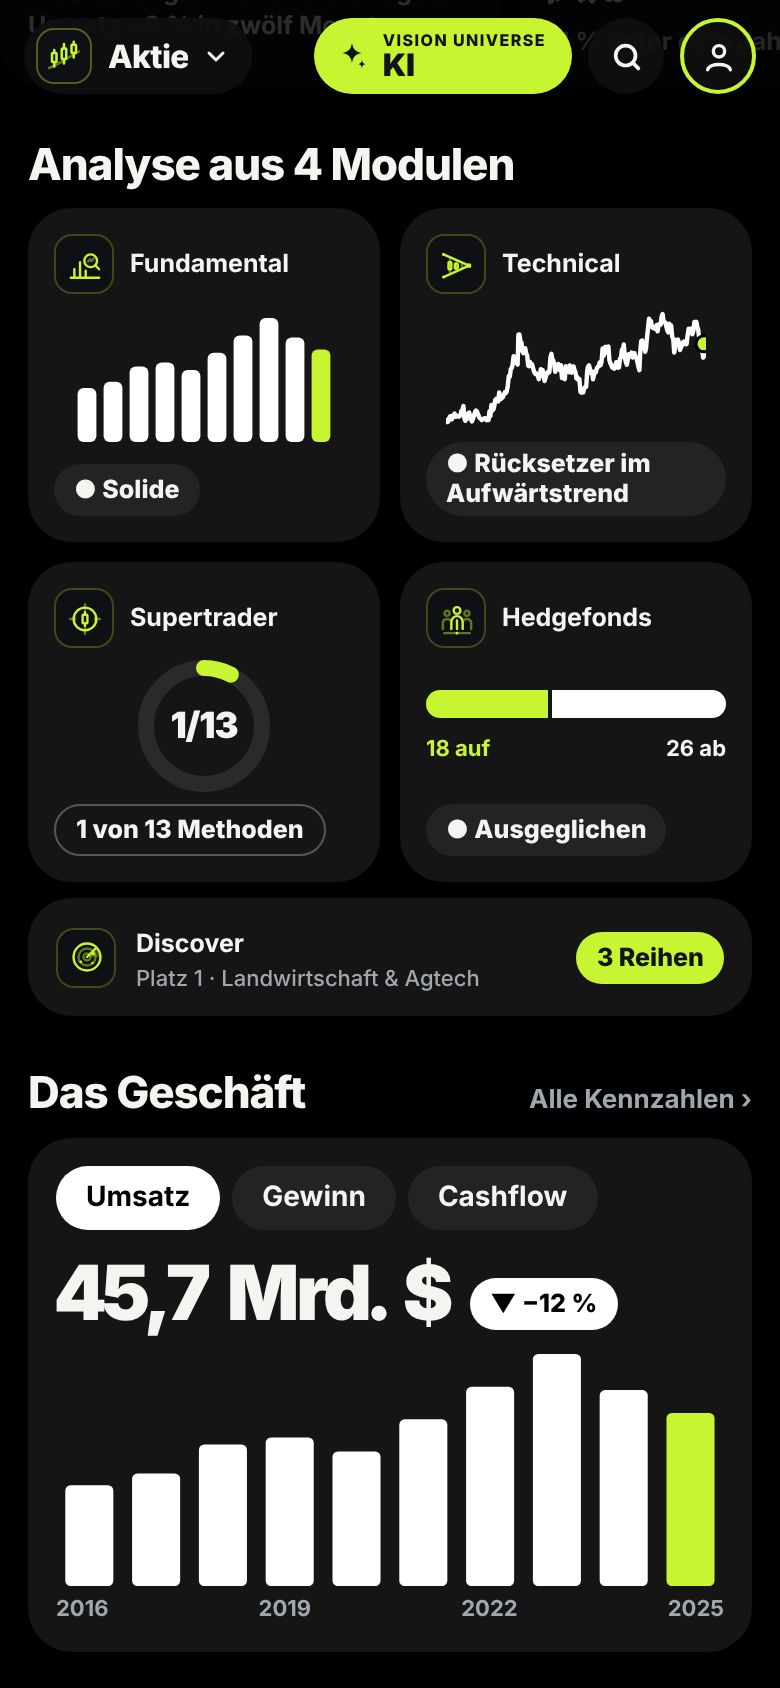 Aktie
VISION UNIVERSE
KI
Analyse aus 4 Modulen
Fundamental
Technical
Solide
Rücksetzer im
Aufwärtstrend
Supertrader
Hedgefonds
1/13
18 auf
26 ab
1 von 13 Methoden
Ausgeglichen
Discover
Platz 1 · Landwirtschaft & Agtech
3 Reihen
Das Geschäft
Alle Kennzahlen ›
Umsatz
Gewinn
Cashflow
45,7 Mrd. $
▼ −12 %
2016
2019
2022
2025